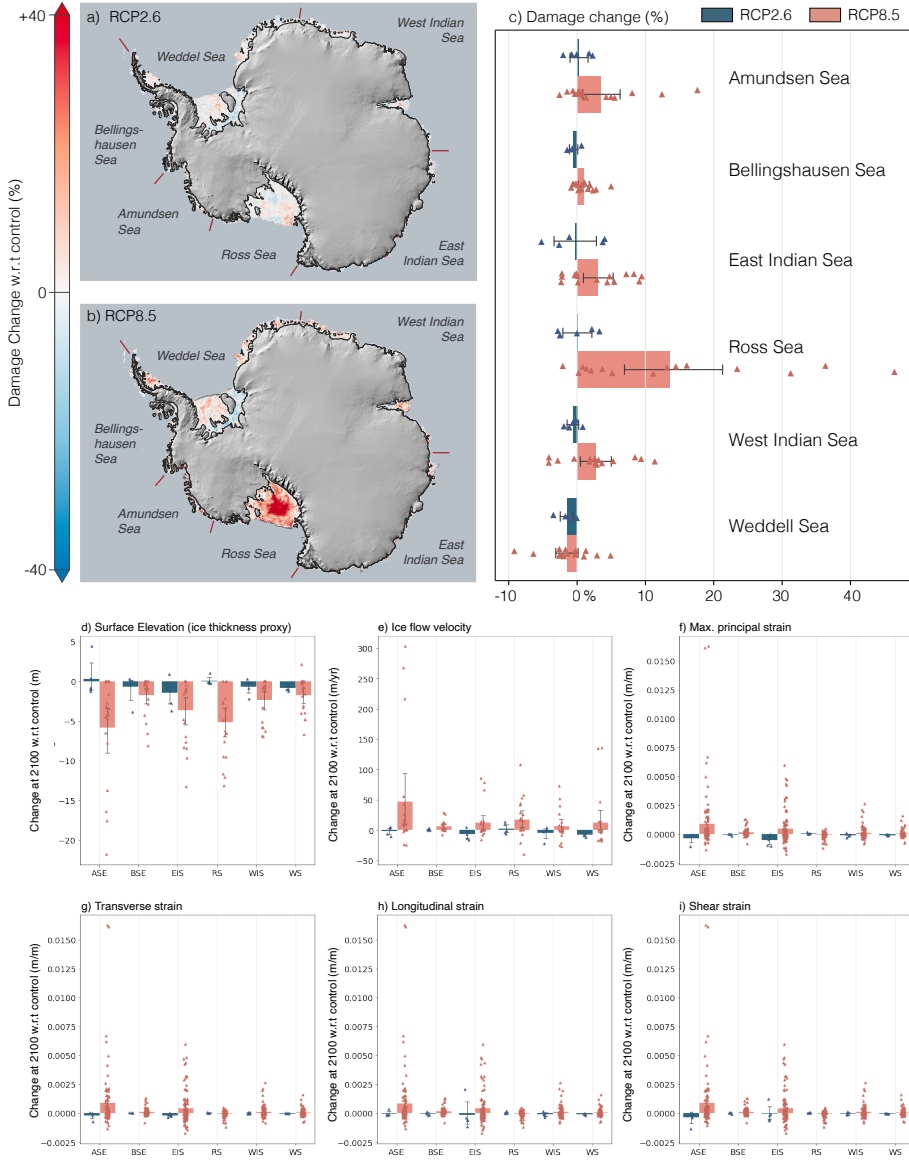 +40
0
-40
Damage Change w.r.t control (%)
a) RCP2.6
West Indian
Sea
Weddel Sea
Bellings-
hausen
Sea
Amundsen
Sea
Ross Sea
East
Indian Sea
b) RCP8.5
West Indian
Sea
Weddel Sea
Bellings-
hausen
Sea
Amundsen
Sea
Ross Sea
East
Indian Sea
c) Damage change (%)
RCP2.6
RCP8.5
Amundsen Sea
Bellingshausen Sea
East Indian Sea
Ross Sea
West Indian Sea
Weddell Sea
-10 0 % 10 20 40
d) Surface Elevation (ice thickness proxy)
Change at 2100 w.r.t control (m)
5
0
−5
−10
−15
−20
ASE BSE EIS RS WIS WS
e) Ice flow velocity
Change at 2100 w.r.t control (m/yr)
300
250
200
150
100
50
0
−50
ASE BSE EIS RS WIS WS
f) Max. principal strain
Change at 2100 w.r.t control (m/m)
0.0150
0.0125
0.0100
0.0075
0.0050
0.0025
0.0000
−0.0025
ASE BSE EIS RS WIS WS
g) Transverse strain
Change at 2100 w.r.t control (m/m)
0.0150
0.0125
0.0100
0.0075
0.0050
0.0025
0.0000
−0.0025
ASE BSE EIS RS WIS WS
h) Longitudinal strain
Change at 2100 w.r.t control (m/m)
0.0150
0.0125
0.0100
0.0075
0.0050
0.0025
0.0000
−0.0025
ASE BSE EIS RS WIS WS
i) Shear strain
Change at 2100 w.r.t control (m/m)
0.0150
0.0125
0.0100
0.0075
0.0050
0.0025
0.0000
−0.0025
ASE BSE EIS RS WIS WS